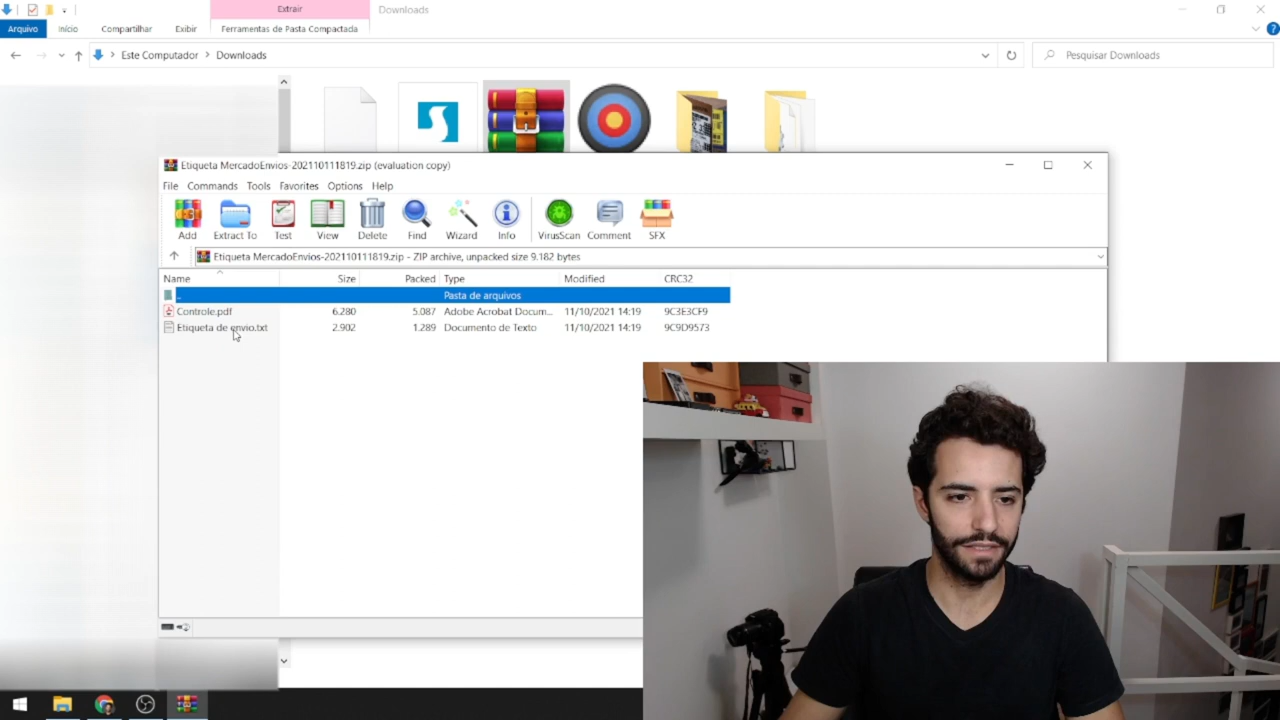 Extrair
Downloads
Arquivo Início Compartilhar Exibir Ferramentas de Pasta Compactada
Este Computador > Downloads
Pesquisar Downloads
Etiqueta MercadoEnvios-202110111819.zip (evaluation copy)
File Commands Tools Favorites Options Help
Add Extract To Test View Delete Find Wizard Info VirusScan Comment SFX
Etiqueta MercadoEnvios-202110111819.zip - ZIP archive, unpacked size 9.182 bytes
Name Size Packed Type Modified CRC32
.. Pasta de arquivos
Controle.pdf 6.280 5.087 Adobe Acrobat Docum... 11/10/2021 14:19 9C3E3CF9
Etiqueta de envio.txt 2.902 1.289 Documento de Texto 11/10/2021 14:19 9C9D9573